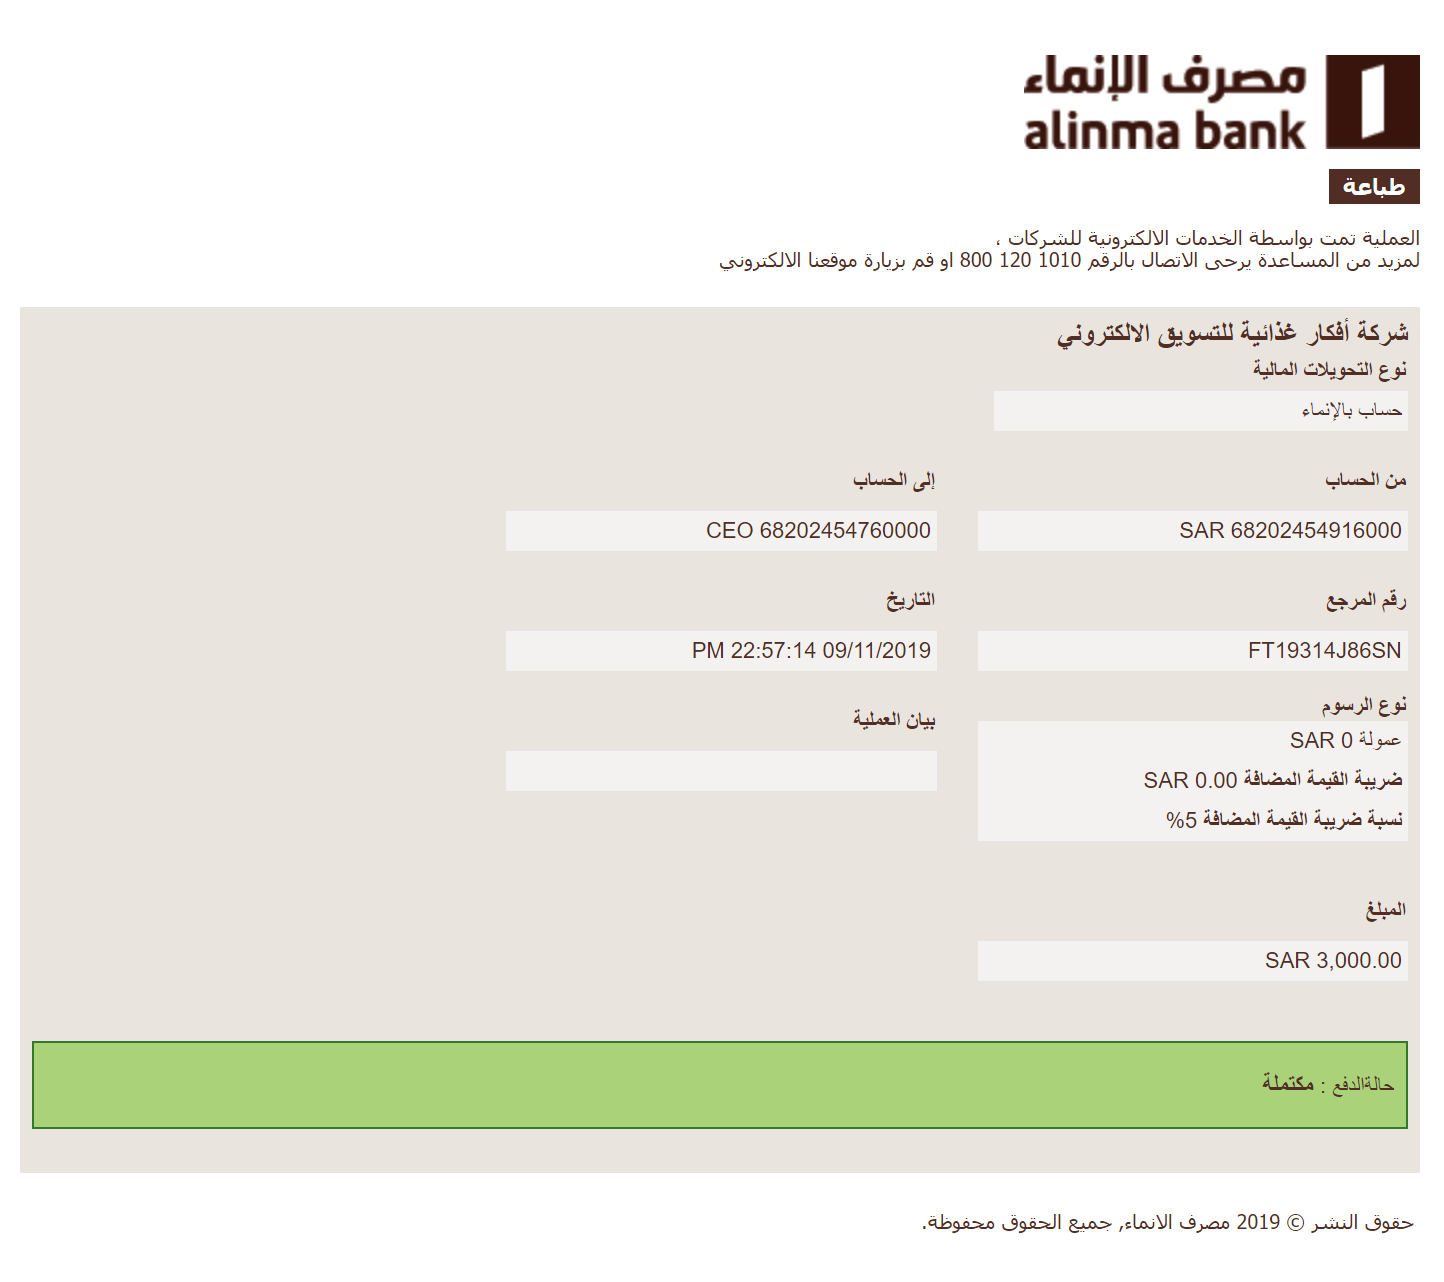 مصرف الإنماء
alinma bank
طباعة
العملية تمت بواسطة الخدمات الالكترونية للشركات ،
لمزيد من المساعدة يرحى الاتصال بالرقم 1010 120 800 او قم بزيارة موقعنا الالكتروني
شركة أفكار غذائية للتسويق الالكتروني
نوع التحويلات المالية
حساب بالإنماء
من الحساب
SAR 68202454916000
إلى الحساب
CEO 68202454760000
رقم المرجع
FT19314J86SN
التاريخ
PM 22:57:14 09/11/2019
نوع الرسوم
عمولة SAR 0
ضريبة القيمة المضافة SAR 0.00
نسبة ضريبة القيمة المضافة 5%
بيان العملية
المبلغ
SAR 3,000.00
حالةالدفع : مكتملة
حقوق النشر © 2019 مصرف الانماء, جميع الحقوق محفوظة.